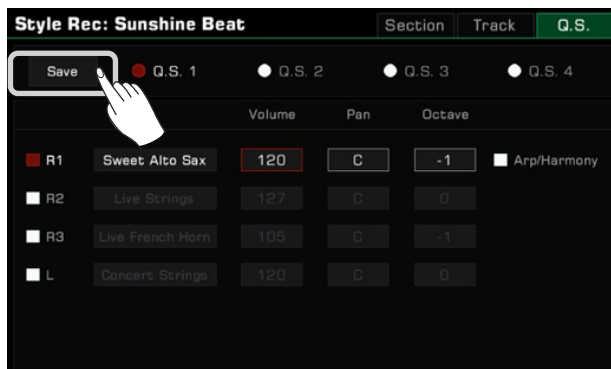 Style Rec: Sunshine Beat Section Track Q.S.
Save Q.S. 1 Q.S. 2 Q.S. 3 Q.S. 4
Volume Pan Octave
R1 Sweet Alto Sax 120 C -1 Arp/Harmony
R2 Live Strings 127 C 0
R3 Live French Horn 105 C -1
L Concert Strings 120 C 0